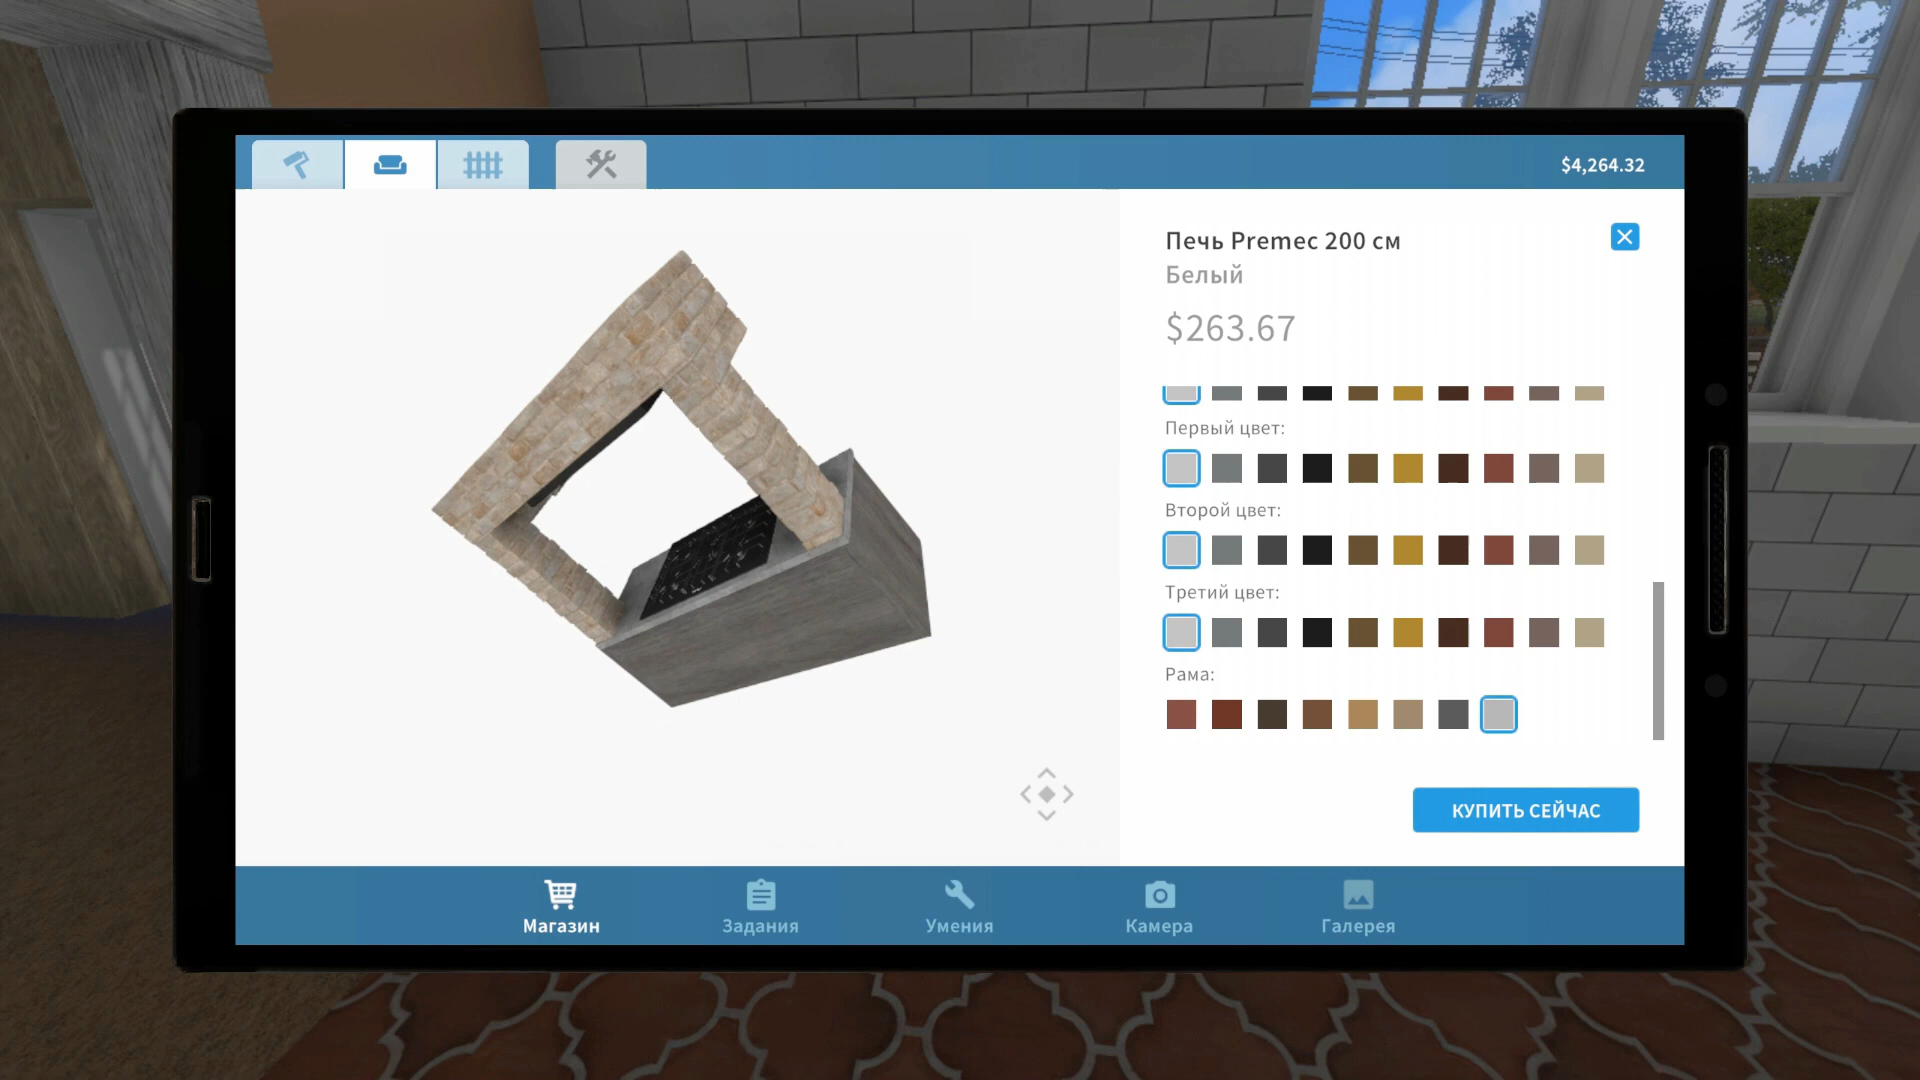 $4,264.32
Печь Premec 200 см
Белый
$263.67
Первый цвет:
Второй цвет:
Третий цвет:
Рама:
КУПИТЬ СЕЙЧАС
Магазин
Задания
Умения
Камера
Галерея